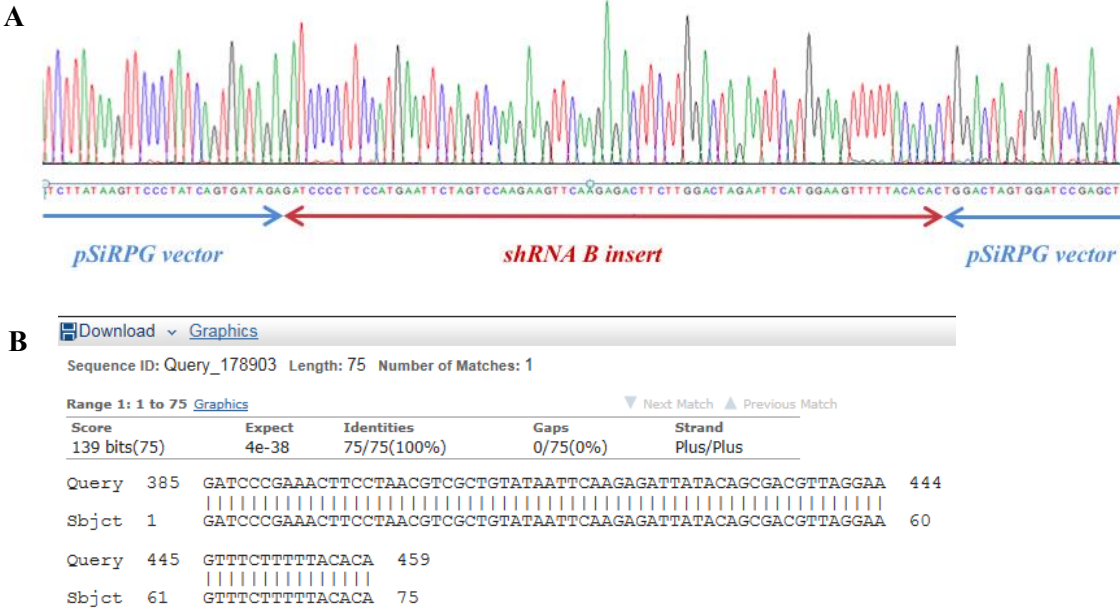 A
TCTTATAAGTTCCCTATCAGTGATAGAGATCCCCTTCCATGAATTCTAGTCCAAGAAGTTCAAGAGACTTCTTGGACTAGAATTCATGGAAGTTTTTACACACTGGACTAGTGGATCCGAGCT
pSiRPG vector shRNA B insert pSiRPG vector
B
Download Graphics
Sequence ID: Query_178903 Length: 75 Number of Matches: 1
Range 1: 1 to 75 Graphics Next Match Previous Match
Score Expect Identities Gaps Strand
139 bits(75) 4e-38 75/75(100%) 0/75(0%) Plus/Plus
Query 385 GATCCCGAAACTTCCTAACGTCGCTGTATAATTCAAGAGATTATACAGCGACGTTAGGAA 444
||||||||||||||||||||||||||||||||||||||||||||||||||||||||||||
Sbjct 1 GATCCCGAAACTTCCTAACGTCGCTGTATAATTCAAGAGATTATACAGCGACGTTAGGAA 60
Query 445 GTTTCTTTTTACACA 459
|||||||||||||||
Sbjct 61 GTTTCTTTTTACACA 75